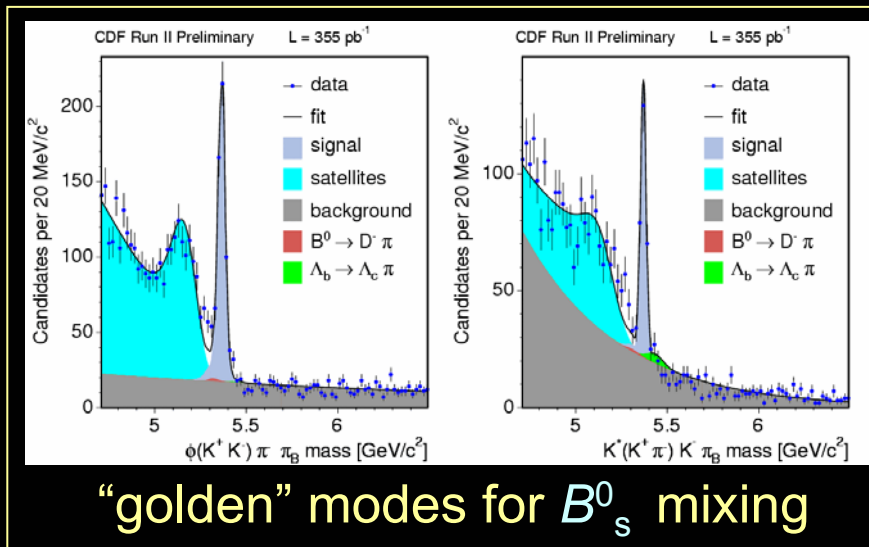 CDF Run II Preliminary L = 355 pb⁻¹
Candidates per 20 MeV/c²
200
150
100
50
0
5
5.5
6
data
fit
signal
satellites
background
B⁰ → D⁻ π
Λb → Λc π
ϕ(K⁺ K⁻) π⁻ πB mass [GeV/c²]
CDF Run II Preliminary L = 355 pb⁻¹
Candidates per 20 MeV/c²
100
50
0
5
5.5
6
data
fit
signal
satellites
background
B⁰ → D⁻ π
Λb → Λc π
K*(K⁺ π⁻) K⁻ πB mass [GeV/c²]
“golden” modes for B⁰s mixing